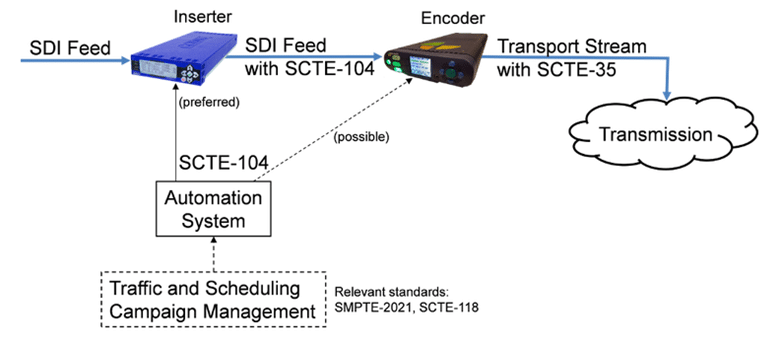 Inserter
Encoder
SDI Feed
SDI Feed
with SCTE-104
Transport Stream
with SCTE-35
(preferred)
(possible)
Transmission
SCTE-104
Automation
System
Traffic and Scheduling
Campaign Management
Relevant standards:
SMPTE-2021, SCTE-118